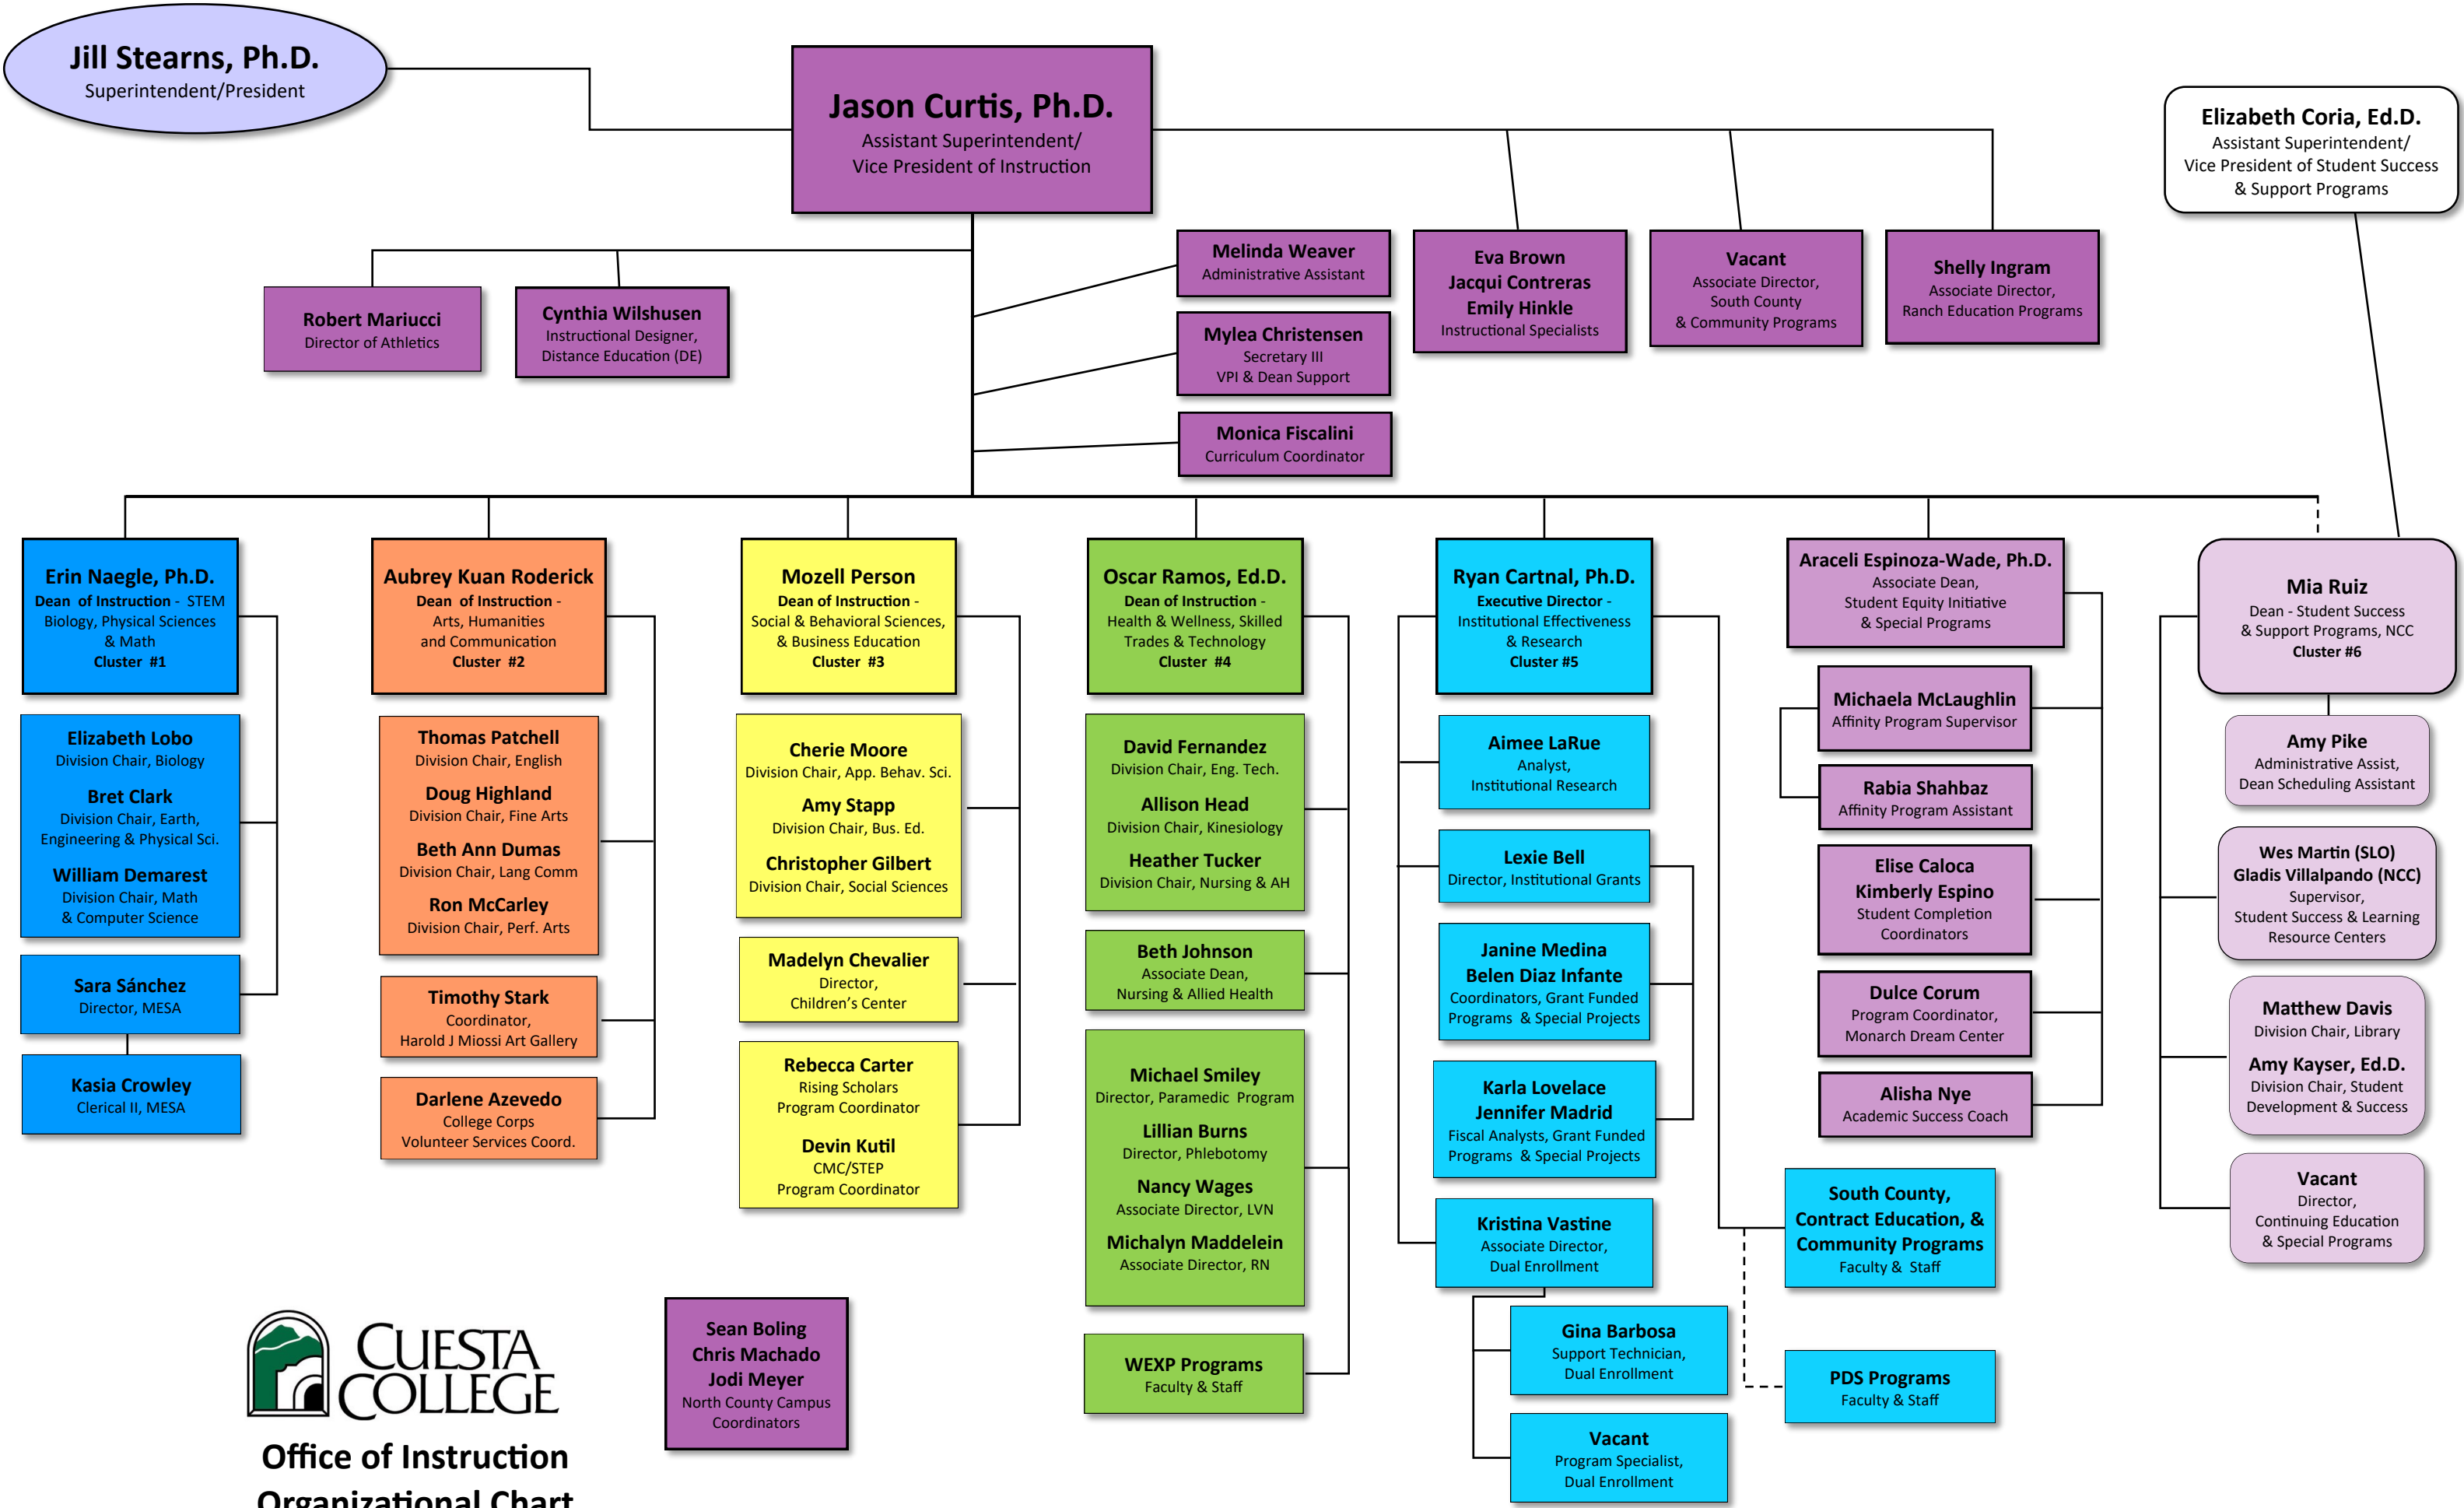 Jill Stearns, Ph.D.
Superintendent/President
Jason Curtis, Ph.D.
Assistant Superintendent/
Vice President of Instruction
Elizabeth Coria, Ed.D.
Assistant Superintendent/
Vice President of Student Success
& Support Programs
Robert Mariucci
Director of Athletics
Cynthia Wilshusen
Instructional Designer,
Distance Education (DE)
Melinda Weaver
Administrative Assistant
Mylea Christensen
Secretary III
VPI & Dean Support
Monica Fiscalini
Curriculum Coordinator
Eva Brown
Jacqui Contreras
Emily Hinkle
Instructional Specialists
Vacant
Associate Director,
South County
& Community Programs
Shelly Ingram
Associate Director,
Ranch Education Programs
Erin Naegle, Ph.D.
Dean of Instruction - STEM
Biology, Physical Sciences
& Math
Cluster #1
Elizabeth Lobo
Division Chair, Biology
Bret Clark
Division Chair, Earth,
Engineering & Physical Sci.
William Demarest
Division Chair, Math
& Computer Science
Sara Sánchez
Director, MESA
Kasia Crowley
Clerical II, MESA
Aubrey Kuan Roderick
Dean of Instruction -
Arts, Humanities
and Communication
Cluster #2
Thomas Patchell
Division Chair, English
Doug Highland
Division Chair, Fine Arts
Beth Ann Dumas
Division Chair, Lang Comm
Ron McCarley
Division Chair, Perf. Arts
Timothy Stark
Coordinator,
Harold J Miossi Art Gallery
Darlene Azevedo
College Corps
Volunteer Services Coord.
Mozell Person
Dean of Instruction -
Social & Behavioral Sciences,
& Business Education
Cluster #3
Cherie Moore
Division Chair, App. Behav. Sci.
Amy Stapp
Division Chair, Bus. Ed.
Christopher Gilbert
Division Chair, Social Sciences
Madelyn Chevalier
Director,
Children's Center
Rebecca Carter
Rising Scholars
Program Coordinator
Devin Kutil
CMC/STEP
Program Coordinator
Oscar Ramos, Ed.D.
Dean of Instruction -
Health & Wellness, Skilled
Trades & Technology
Cluster #4
David Fernandez
Division Chair, Eng. Tech.
Allison Head
Division Chair, Kinesiology
Heather Tucker
Division Chair, Nursing & AH
Beth Johnson
Associate Dean,
Nursing & Allied Health
Michael Smiley
Director, Paramedic Program
Lillian Burns
Director, Phlebotomy
Nancy Wages
Associate Director, LVN
Michalyn Maddelein
Associate Director, RN
WEXP Programs
Faculty & Staff
Ryan Cartnal, Ph.D.
Executive Director -
Institutional Effectiveness
& Research
Cluster #5
Aimee LaRue
Analyst,
Institutional Research
Lexie Bell
Director, Institutional Grants
Janine Medina
Belen Diaz Infante
Coordinators, Grant Funded
Programs & Special Projects
Karla Lovelace
Jennifer Madrid
Fiscal Analysts, Grant Funded
Programs & Special Projects
Kristina Vastine
Associate Director,
Dual Enrollment
Gina Barbosa
Support Technician,
Dual Enrollment
Vacant
Program Specialist,
Dual Enrollment
Araceli Espinoza-Wade, Ph.D.
Associate Dean,
Student Equity Initiative
& Special Programs
Michaela McLaughlin
Affinity Program Supervisor
Rabia Shahbaz
Affinity Program Assistant
Elise Caloca
Kimberly Espino
Student Completion
Coordinators
Dulce Corum
Program Coordinator,
Monarch Dream Center
Alisha Nye
Academic Success Coach
South County,
Contract Education, &
Community Programs
Faculty & Staff
PDS Programs
Faculty & Staff
Mia Ruiz
Dean - Student Success
& Support Programs, NCC
Cluster #6
Amy Pike
Administrative Assist,
Dean Scheduling Assistant
Wes Martin (SLO)
Gladis Villalpando (NCC)
Supervisor,
Student Success & Learning
Resource Centers
Matthew Davis
Division Chair, Library
Amy Kayser, Ed.D.
Division Chair, Student
Development & Success
Vacant
Director,
Continuing Education
& Special Programs
Sean Boling
Chris Machado
Jodi Meyer
North County Campus
Coordinators
CUESTA
COLLEGE
Office of Instruction
Organizational Chart